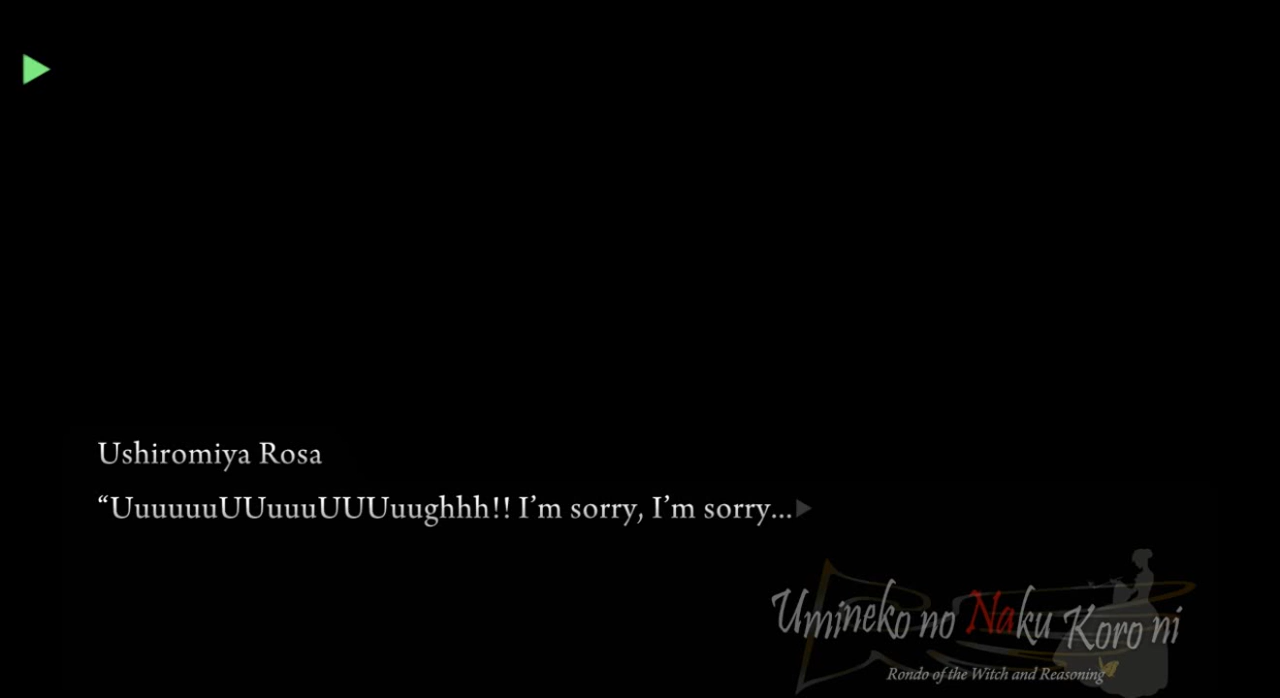 Ushiromiya Rosa
“UuuuuuUUuuuUUUuughhh!! I’m sorry, I’m sorry...
Umineko no Naku Koro ni
Rondo of the Witch and Reasoning